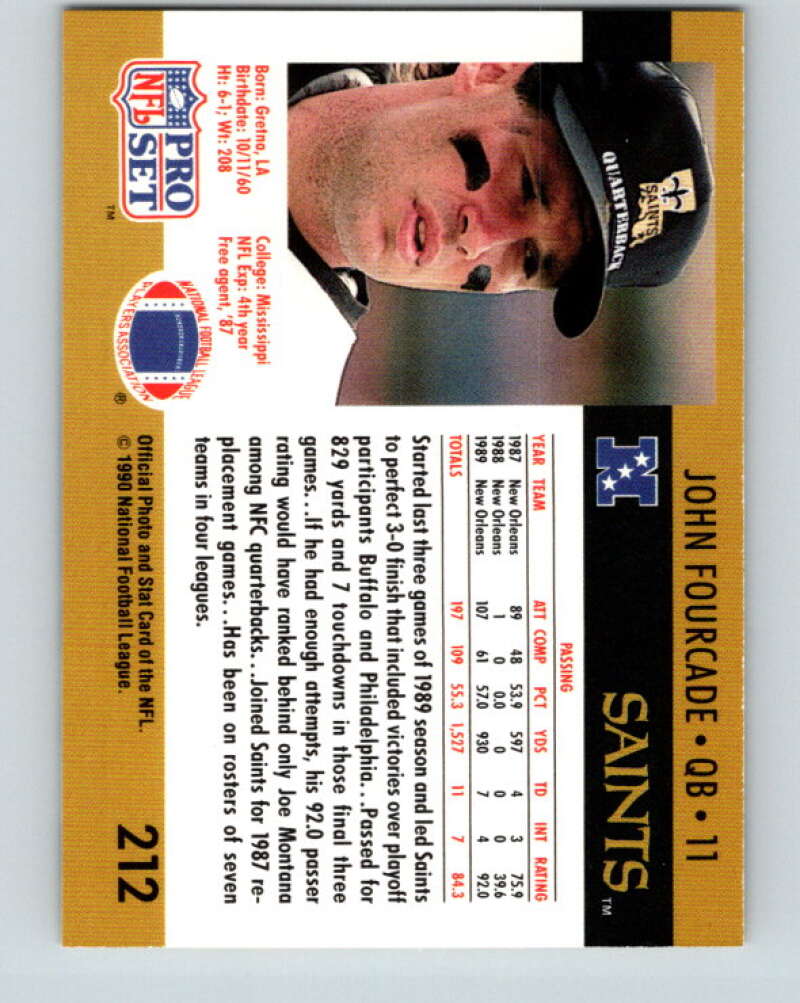 JOHN FOURCADE • QB • 11
SAINTS™
SAINTS
QUARTERBACK
PASSING
YEAR TEAM ATT COMP PCT YDS TD INT RATING
1987 New Orleans 89 48 53.9 597 4 3 75.9
1988 New Orleans 1 0 0.0 0 0 0 39.6
1989 New Orleans 107 61 57.0 930 7 4 92.0
TOTALS 197 109 55.3 1,527 11 7 84.3
Started last three games of 1989 season and led Saints
to perfect 3-0 finish that included victories over playoff
participants Buffalo and Philadelphia...Passed for
829 yards and 7 touchdowns in those final three
games...If he had enough attempts, his 92.0 passer
rating would have ranked behind only Joe Montana
among NFC quarterbacks...Joined Saints for 1987 re-
placement games...Has been on rosters of seven
teams in four leagues.
Born: Gretna, LA
Birthdate: 10/11/60
Ht: 6-1; Wt: 208
College: Mississippi
NFL Exp: 4th year
Free agent, '87
PRO
NFL SET™
NATIONAL FOOTBALL LEAGUE
PLAYERS ASSOCIATION ®
Official Photo and Stat Card of the NFL.
© 1990 National Football League.
212